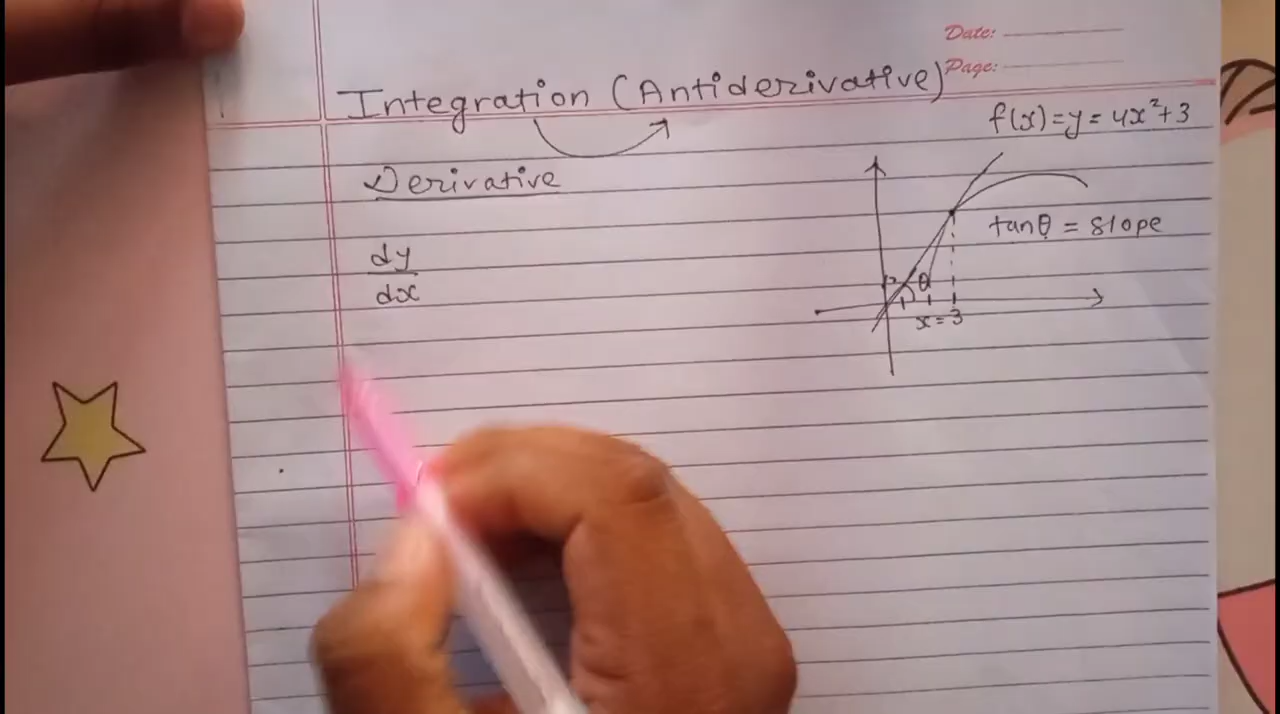 Date:
Page:
Integration (Antiderivative)
f(x)=y= 4x²+3
Derivative
tanθ = slope
dy
dx
θ
x=3